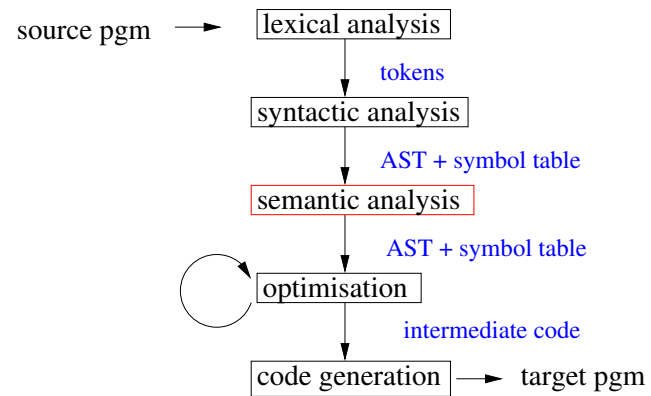 source pgm
lexical analysis
tokens
syntactic analysis
AST + symbol table
semantic analysis
AST + symbol table
optimisation
intermediate code
code generation
target pgm